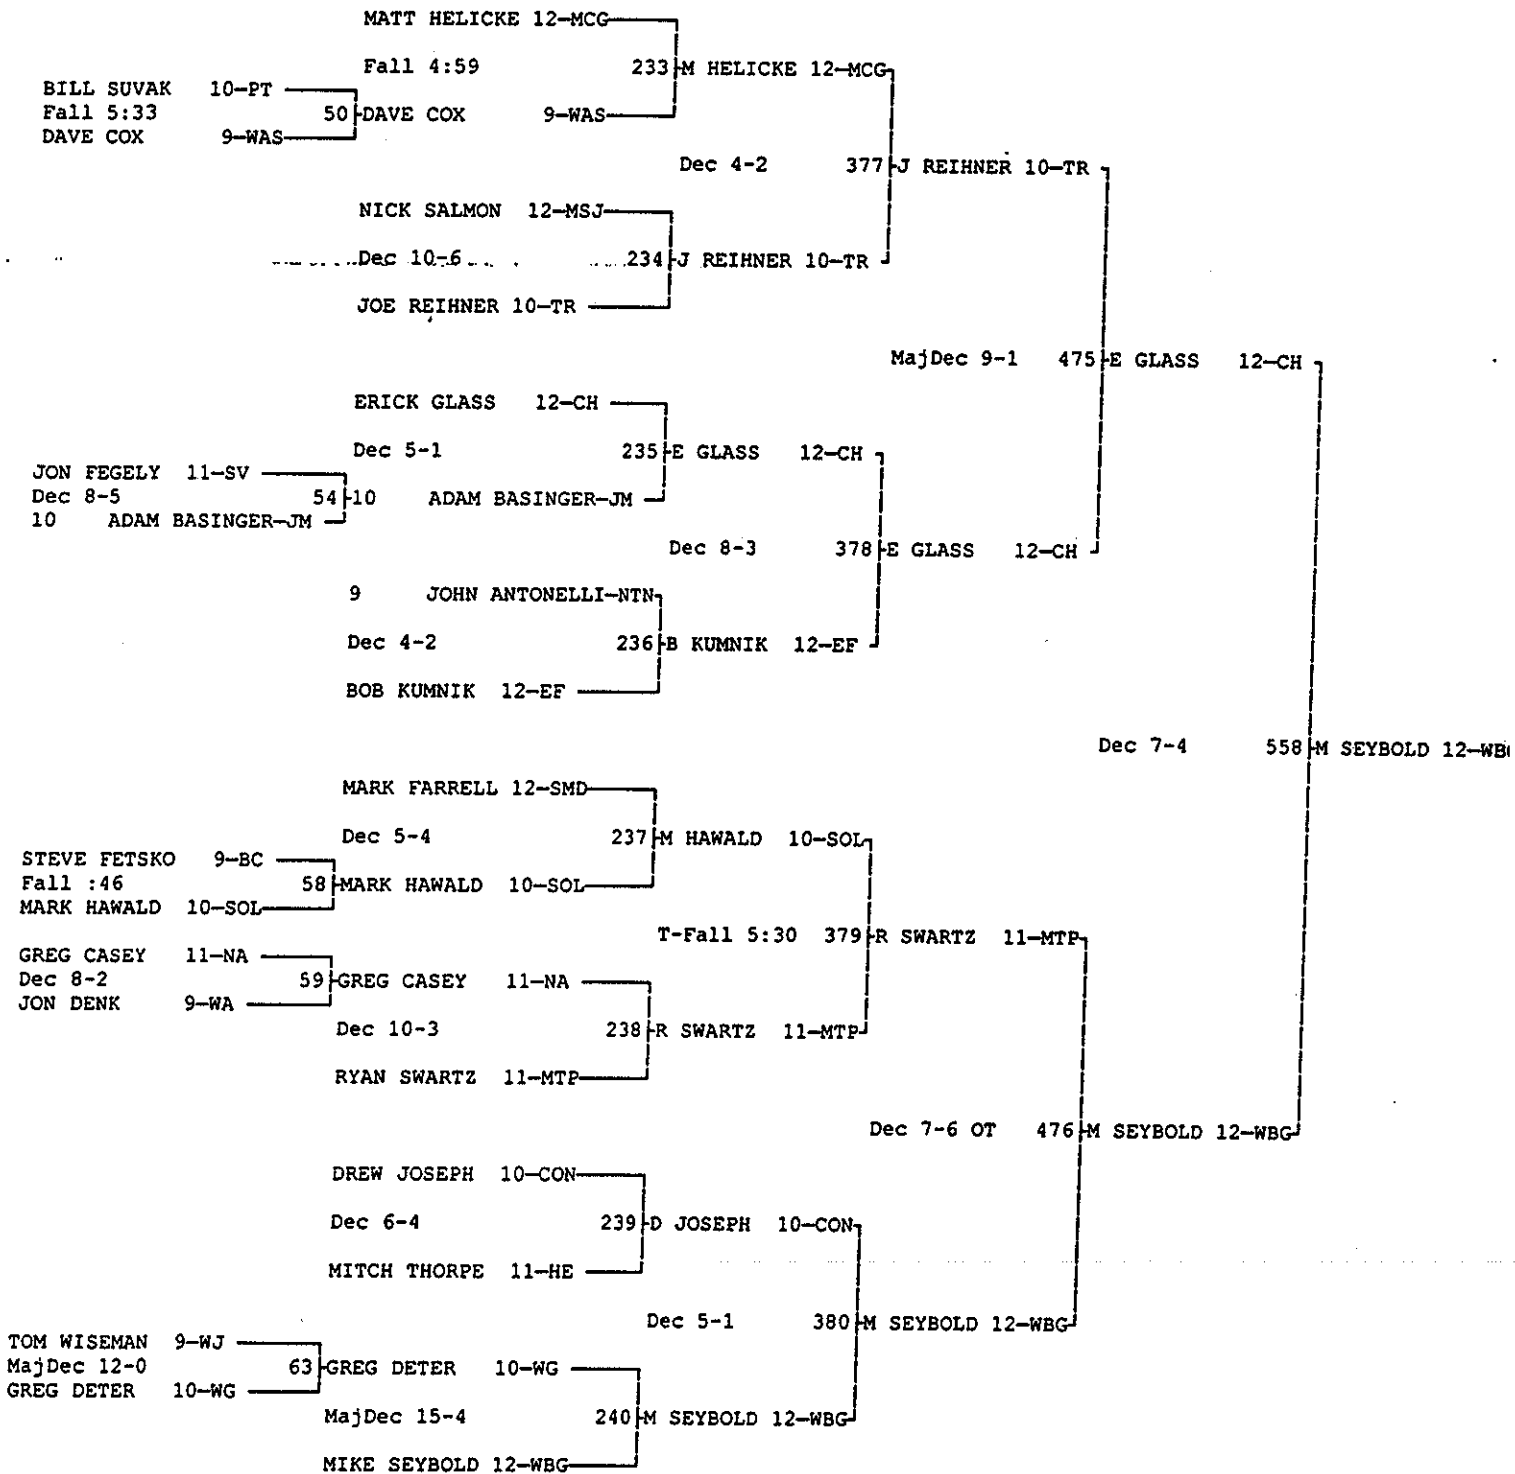 MATT HELICKE 12-MCG
Fall 4:59 233 M HELICKE 12-MCG
BILL SUVAK 10-PT
Fall 5:33 50 DAVE COX 9-WAS
DAVE COX 9-WAS
Dec 4-2 377 J REIHNER 10-TR
NICK SALMON 12-MSJ
Dec 10-6 234 J REIHNER 10-TR
JOE REIHNER 10-TR
MajDec 9-1 475 E GLASS 12-CH
ERICK GLASS 12-CH
Dec 5-1 235 E GLASS 12-CH
JON FEGELY 11-SV
Dec 8-5 54 10 ADAM BASINGER-JM
10 ADAM BASINGER-JM
Dec 8-3 378 E GLASS 12-CH
9 JOHN ANTONELLI-NTN
Dec 4-2 236 B KUMNIK 12-EF
BOB KUMNIK 12-EF
Dec 7-4 558 M SEYBOLD 12-WB
MARK FARRELL 12-SMD
Dec 5-4 237 M HAWALD 10-SOL
STEVE FETSKO 9-BC
Fall :46 58 MARK HAWALD 10-SOL
MARK HAWALD 10-SOL
T-Fall 5:30 379 R SWARTZ 11-MTP
GREG CASEY 11-NA
Dec 8-2 59 GREG CASEY 11-NA
JON DENK 9-WA
Dec 10-3 238 R SWARTZ 11-MTP
RYAN SWARTZ 11-MTP
Dec 7-6 OT 476 M SEYBOLD 12-WBG
DREW JOSEPH 10-CON
Dec 6-4 239 D JOSEPH 10-CON
MITCH THORPE 11-HE
Dec 5-1 380 M SEYBOLD 12-WBG
TOM WISEMAN 9-WJ
MajDec 12-0 63 GREG DETER 10-WG
GREG DETER 10-WG
MajDec 15-4 240 M SEYBOLD 12-WBG
MIKE SEYBOLD 12-WBG